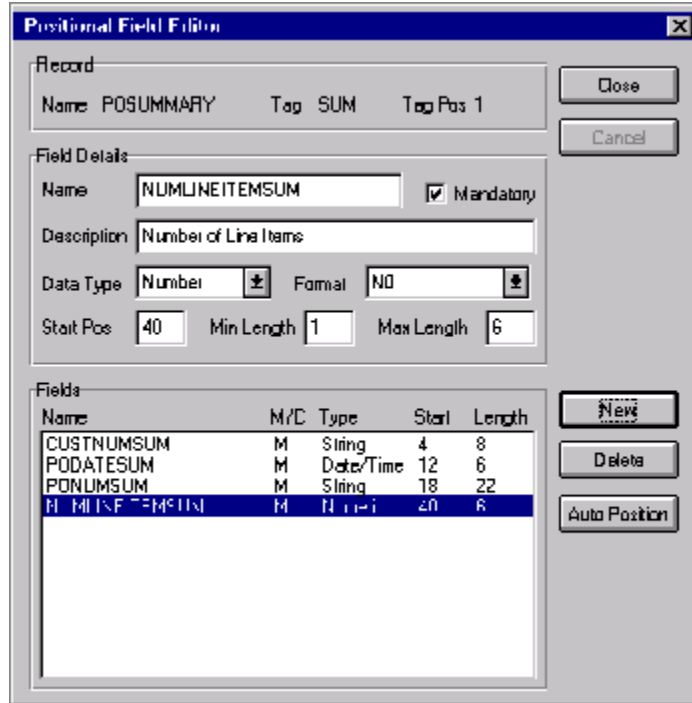 Positional Field Editor
Record
Name POSUMMARY Tag SUM Tag Pos 1
Close
Cancel
Field Details
Name NUMLINEITEMSUM Mandatory
Description Number of Line Items
Data Type Number Format N0
Start Pos 40 Min Length 1 Max Length 6
Fields
Name M/C Type Start Length
CUSTNUMSUM M String 4 8
PODATESUM M Date/Time 12 6
PONUMSUM M String 18 22
NUMLINEITEMSUM M Number 40 6
New
Delete
Auto Position